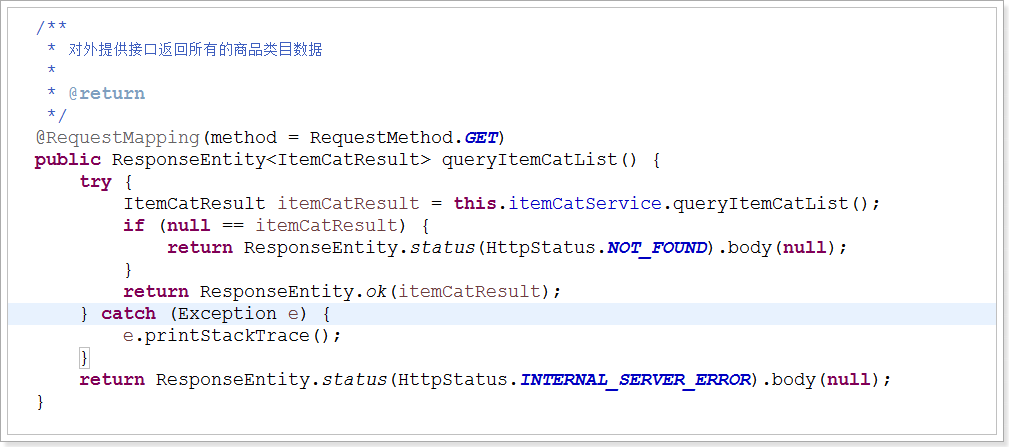 /**
 * 对外提供接口返回所有的商品类目数据
 *
 * @return
 */
@RequestMapping(method = RequestMethod.GET)
public ResponseEntity<ItemCatResult> queryItemCatList() {
    try {
        ItemCatResult itemCatResult = this.itemCatService.queryItemCatList();
        if (null == itemCatResult) {
            return ResponseEntity.status(HttpStatus.NOT_FOUND).body(null);
        }
        return ResponseEntity.ok(itemCatResult);
    } catch (Exception e) {
        e.printStackTrace();
    }
    return ResponseEntity.status(HttpStatus.INTERNAL_SERVER_ERROR).body(null);
}